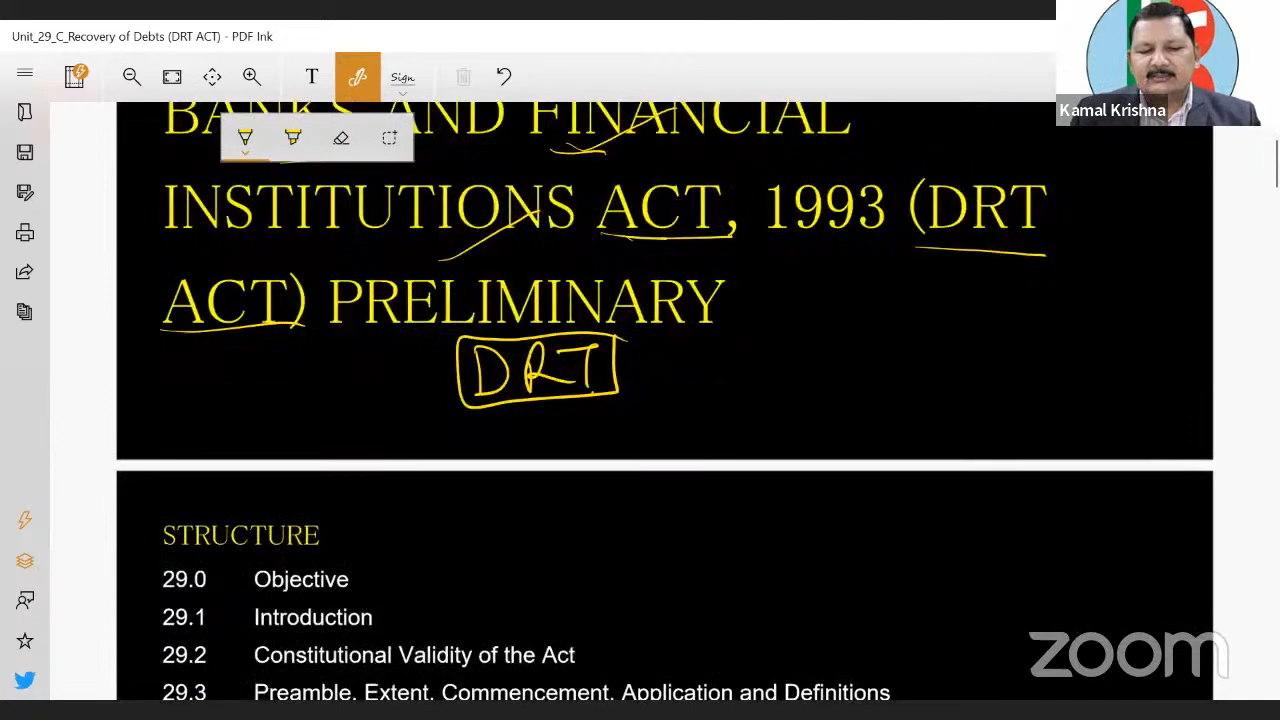 Unit_29_C_Recovery of Debts (DRT ACT) - PDF Ink
T
Sign
Kamal Krishna
BANKS AND FINANCIAL
INSTITUTIONS ACT, 1993 (DRT
ACT) PRELIMINARY
DRT
STRUCTURE
29.0 Objective
29.1 Introduction
29.2 Constitutional Validity of the Act
29.3 Preamble, Extent, Commencement, Application and Definitions
zoom